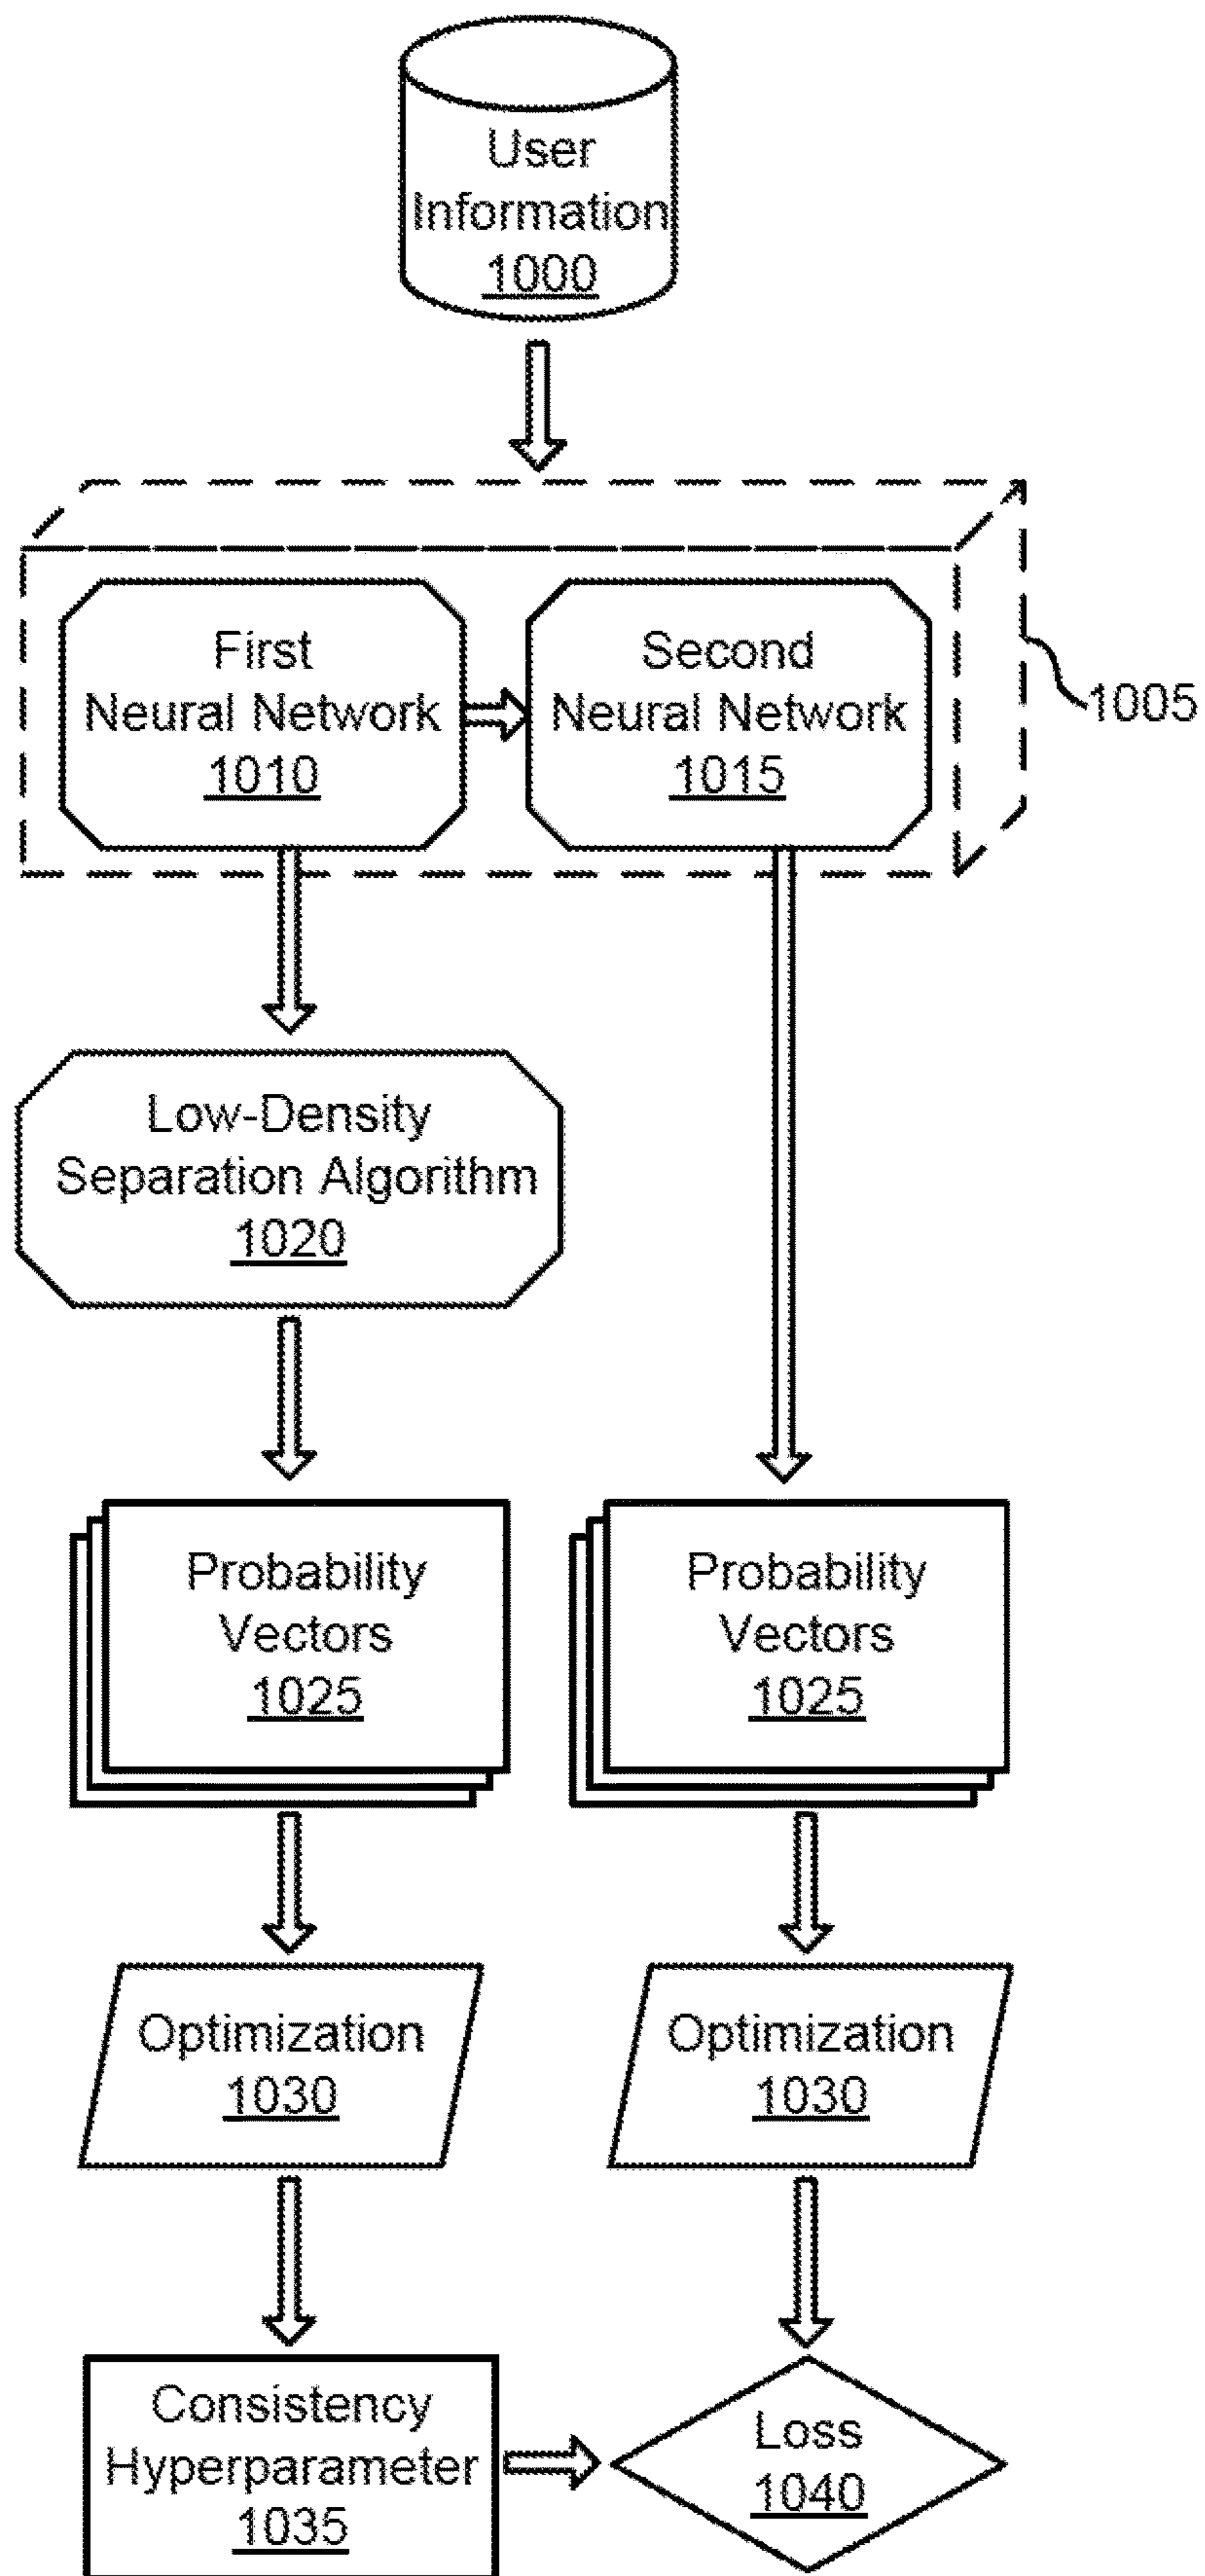 User
Information
1000
First
Neural Network
1010
Second
Neural Network
1015
1005
Low-Density
Separation Algorithm
1020
Probability
Vectors
1025
Probability
Vectors
1025
Optimization
1030
Optimization
1030
Consistency
Hyperparameter
1035
Loss
1040